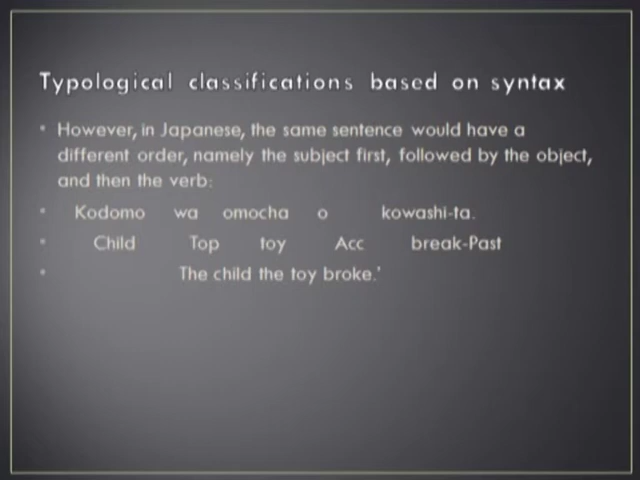 Typological classifications based on syntax
• However, in Japanese, the same sentence would have a
different order, namely the subject first, followed by the object,
and then the verb:
• Kodomo wa omocha o kowashi-ta.
• Child Top toy Acc break-Past
• The child the toy broke.'